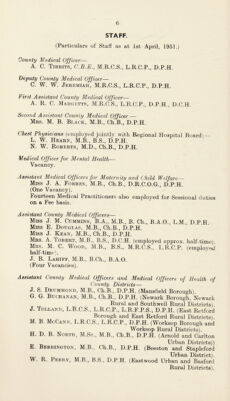 6
STAFF.
(Particulars of Staff as at 1st April, 1951.)
County Medical Officer—
A. C. TIBBITS, C.B.E., M.R.C.S., L.R.C.P., D.P.H.
Deputy County Medical Officer—
C. W. W. JEREMIAH, M.R.C.S., L.R.C.P., D.P.H.
First Assistant County Medical Officer—
A. R. C. MARGETTS, M.R.C.S., L.R.C.P., D.P.H., D.C.H.
Second Assistant County Medical Officer—
MRS. M. B. BLACK, M.B., Ch.B., D.P.H.
Chest Physicians (employed jointly with Regional Hospital Board)—
L. W. HEARN, M.B., B.S., D.P.H.
N. W. ROBERTS, M.D., Ch.B., D.P.H.
Medical Officer for Mental Health—
Vacancy.
Assistant Medical Officers for Maternity and Child Welfare—
MISS J. A. FORBES, M.B., Ch.B., D.R.C.O.G., D.P.H.
(One Vacancy).
Fourteen Medical Practitioners also employed for Sessional duties
on a Fee basis.
Assistant County Medical Officers—
MISS J. M. CUMMINS, B.A., M.B., B. Ch., B.A.O., L.M., D.P.H.
MISS E. DOUGLAS, M.B., Ch.B., D.P.H.
MISS J. KEAN, M.B., Ch.B., D.P.H.
MRS. A. TORREY, M.B., B.S., D.C.H. (employed approx. half-time).
MRS. M. C. WOOD, M.B., B.S., M.R.C.S., L.R.C.P. (employed
half-time).
J. B. LAMIFF, M.B., B.Ch., B.A.O.
(Four Vacancies).
Assistant County Medical Officers and Medical Officers of Health of
County Districts—
J. S. DRUMMOND, M.B., Ch.B., D.P.H. (Mansfield Borough).
G. G. BUCHANAN, M.B., Ch.B., D.P.H. (Newark Borough, Newark
Rural and Southwell Rural Districts).
J. TOLLAND, L.R.C.S., L.R.C.P., L.R.F.P.S., D.P.H. (East Retford
Borough and East Retford Rural Districts).
M. B. MCCANN, L.R.C.S., L.R.C.P., D.P.H. (Worksop Borough and
Worksop Rural Districts).
H. D. B. NORTH, M.Sc., M.B., Ch.B., D.P.H. (Arnold and Carlton
Urban Districts)
E. BEBBINGTON, M.B., Ch.B., D.P.H. (Beeston and Stapleford
Urban District).
W. R. PERRY, M.B., B.S., D.P.H. (Eastwood Urban and Basford
Rural Districts).